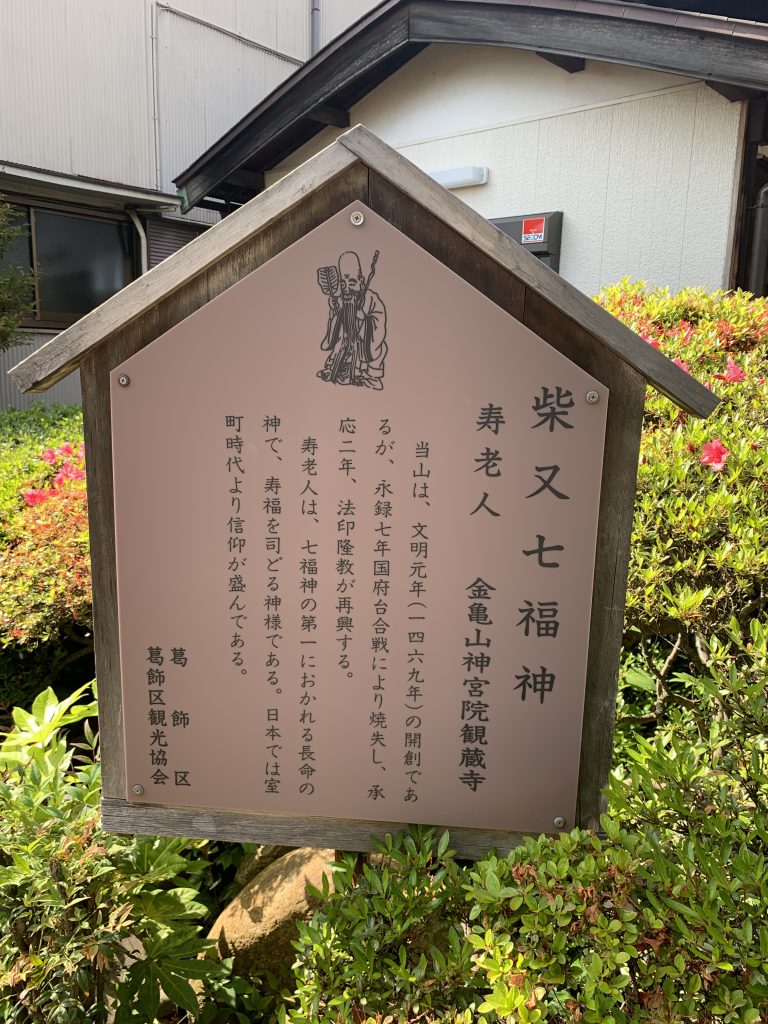 柴又七福神
寿老人 金亀山神宮院観蔵寺
当山は、文明元年(一四六九年)の開創であ
るが、永録七年国府台合戦により焼失し、承
応二年、法印隆教が再興する。
寿老人は、七福神の第一におかれる長命の
神で、寿福を司どる神様である。日本では室
町時代より信仰が盛んである。
葛飾区
葛飾区観光協会
SECOM